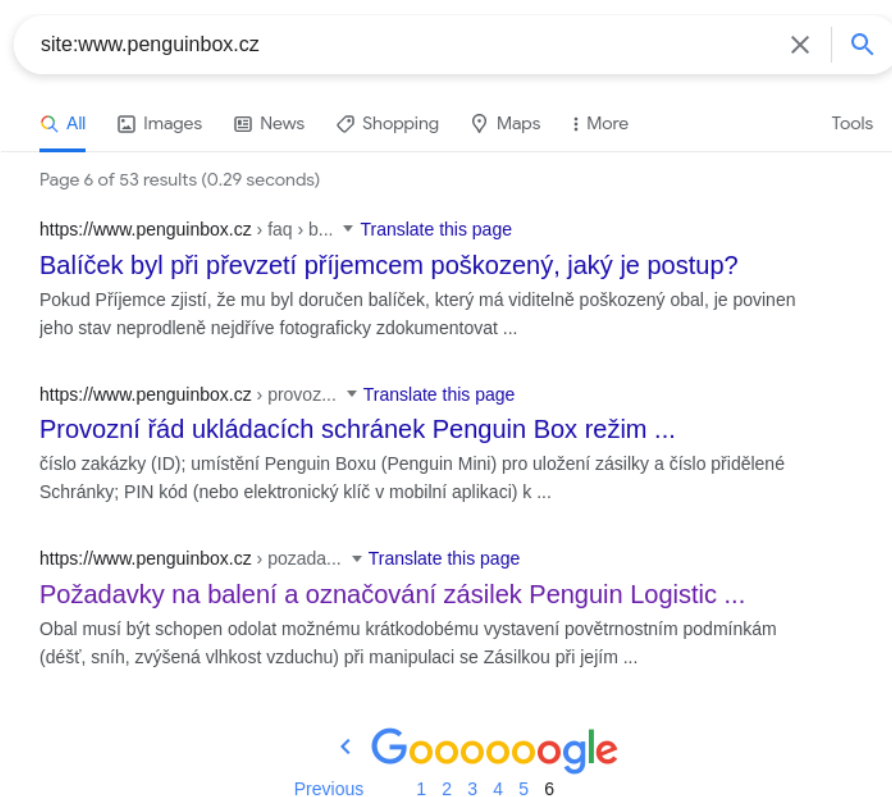 site:www.penguinbox.cz
All Images News Shopping Maps More Tools
Page 6 of 53 results (0.29 seconds)
https://www.penguinbox.cz › faq › b... Translate this page
Balíček byl při převzetí příjemcem poškozený, jaký je postup?
Pokud Příjemce zjistí, že mu byl doručen balíček, který má viditelně poškozený obal, je povinen
jeho stav neprodleně nejdříve fotograficky zdokumentovat ...
https://www.penguinbox.cz › provoz... Translate this page
Provozní řád ukládacích schránek Penguin Box režim ...
číslo zakázky (ID); umístění Penguin Boxu (Penguin Mini) pro uložení zásilky a číslo přidělené
Schránky; PIN kód (nebo elektronický klíč v mobilní aplikaci) k ...
https://www.penguinbox.cz › pozada... Translate this page
Požadavky na balení a označování zásilek Penguin Logistic ...
Obal musí být schopen odolat možnému krátkodobému vystavení povětrnostním podmínkám
(déšť, sníh, zvýšená vlhkost vzduchu) při manipulaci se Zásilkou při jejím ...
Goooooogle
Previous 1 2 3 4 5 6